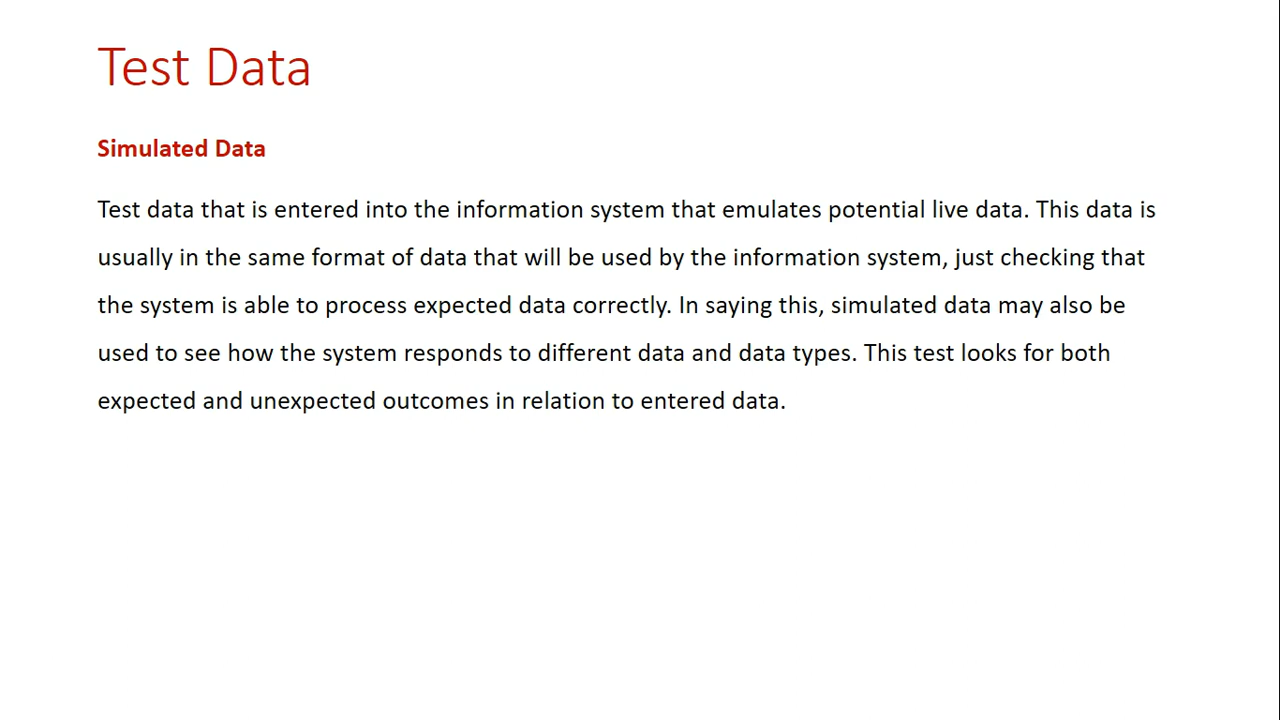 Test Data
Simulated Data
Test data that is entered into the information system that emulates potential live data. This data is
usually in the same format of data that will be used by the information system, just checking that
the system is able to process expected data correctly. In saying this, simulated data may also be
used to see how the system responds to different data and data types. This test looks for both
expected and unexpected outcomes in relation to entered data.